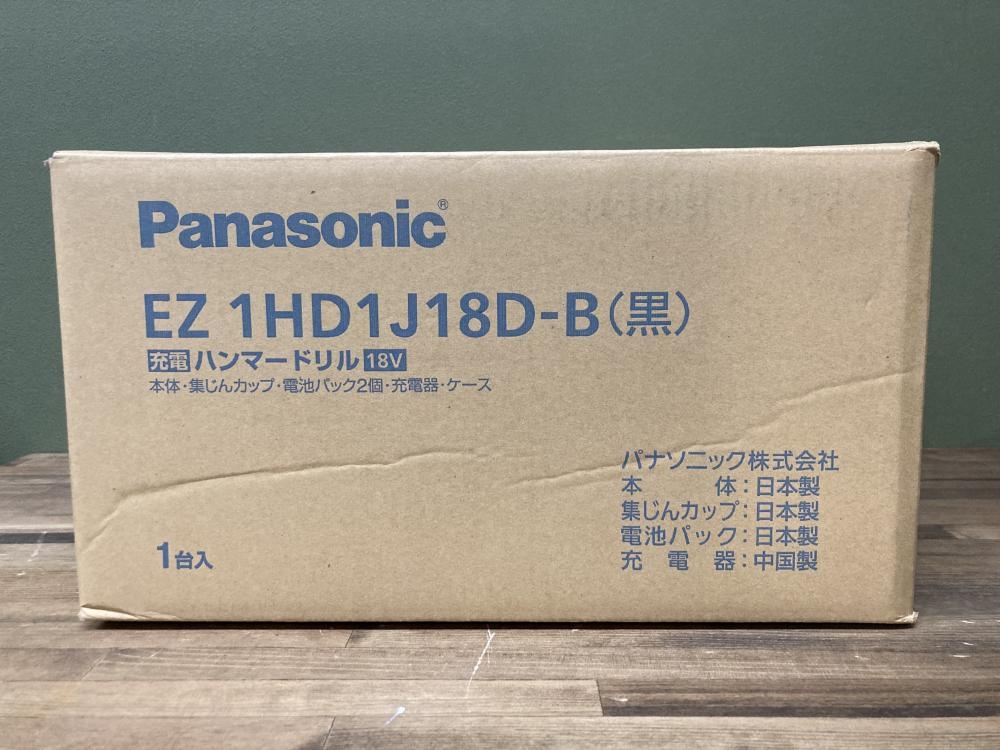 Panasonic®
EZ 1HD1J18D-B(黒)
充電 ハンマードリル 18V
本体・集じんカップ・電池パック2個・充電器・ケース
パナソニック株式会社
本 体：日本製
集じんカップ：日本製
電池パック：日本製
充 電 器：中国製
1台入